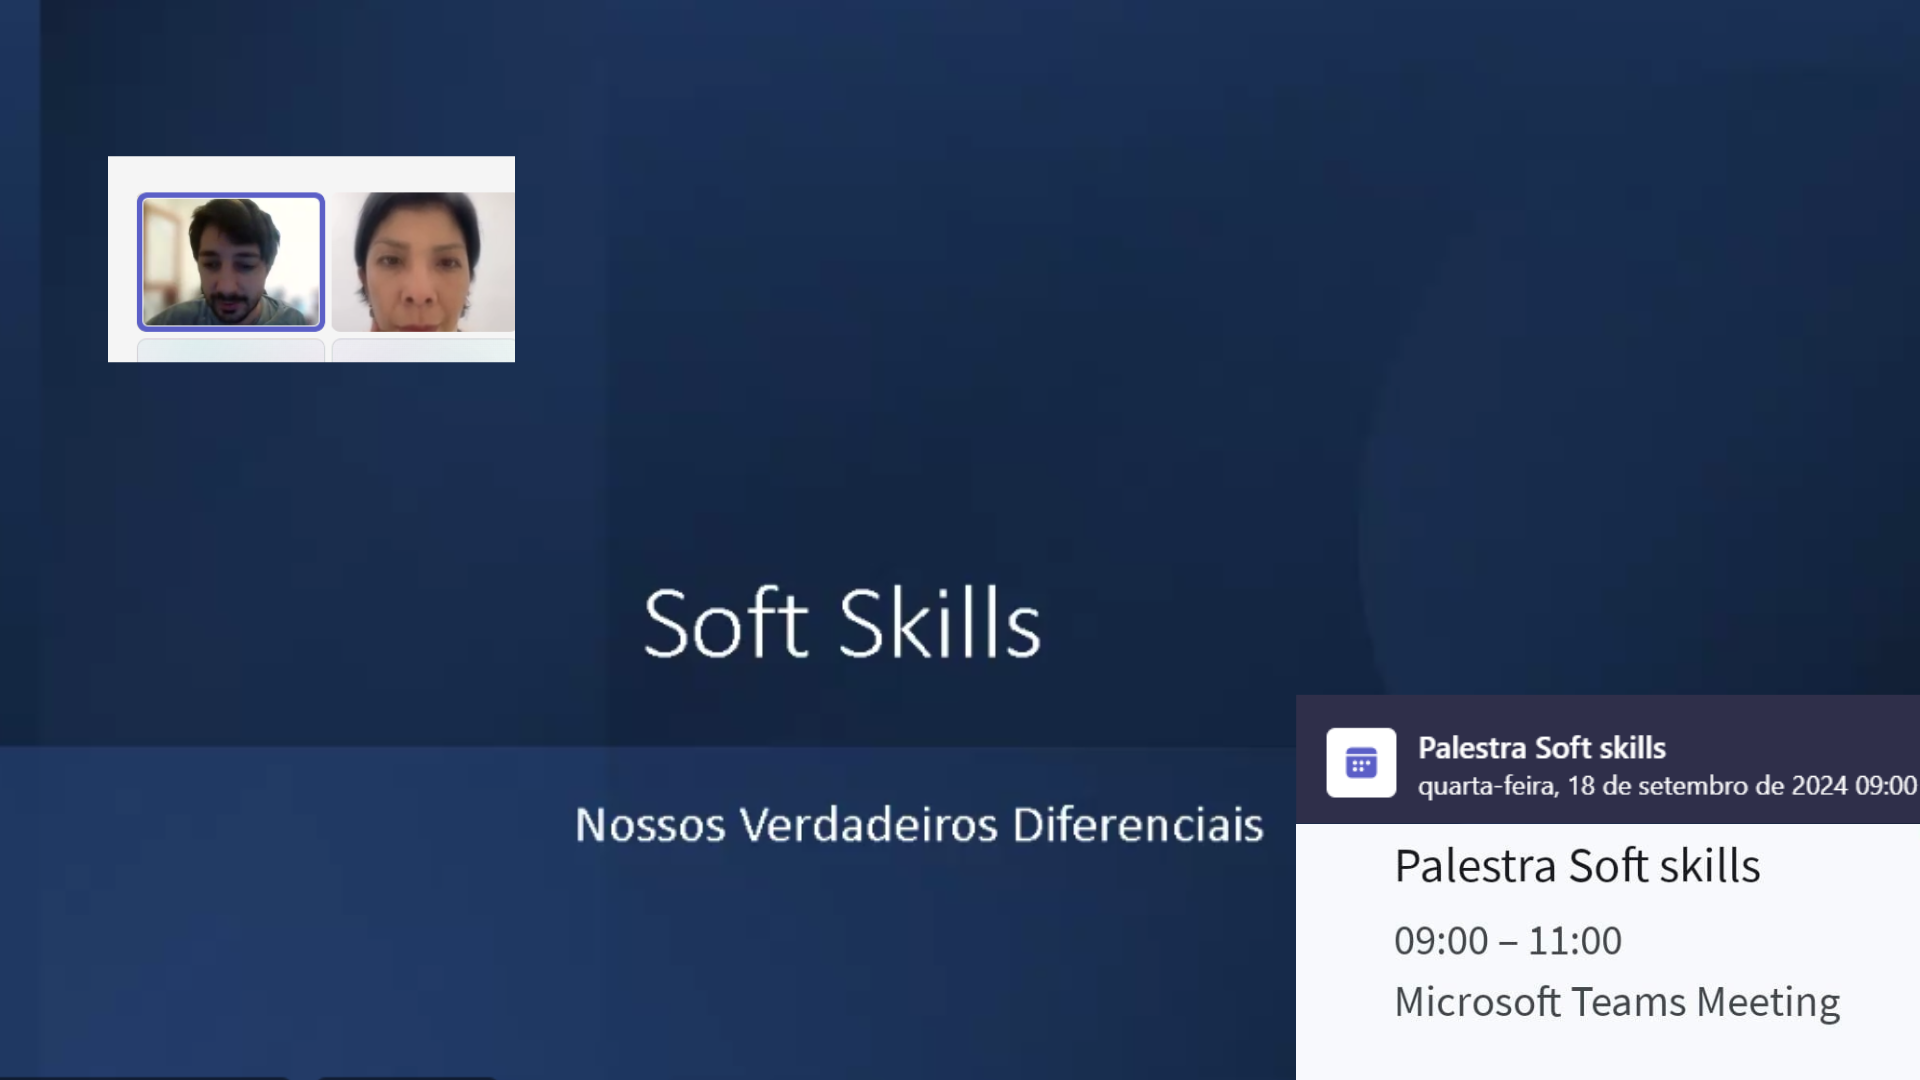 Soft Skills
Nossos Verdadeiros Diferenciais
Palestra Soft skills
quarta-feira, 18 de setembro de 2024 09:00
Palestra Soft skills
09:00 – 11:00
Microsoft Teams Meeting